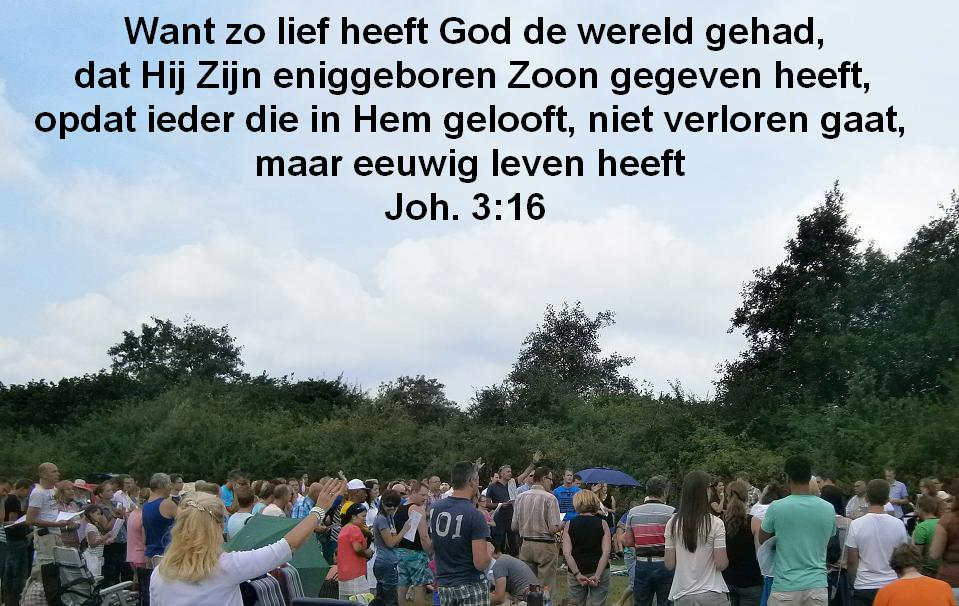 Want zo lief heeft God de wereld gehad,
dat Hij Zijn eniggeboren Zoon gegeven heeft,
opdat ieder die in Hem gelooft, niet verloren gaat,
maar eeuwig leven heeft
Joh. 3:16
101